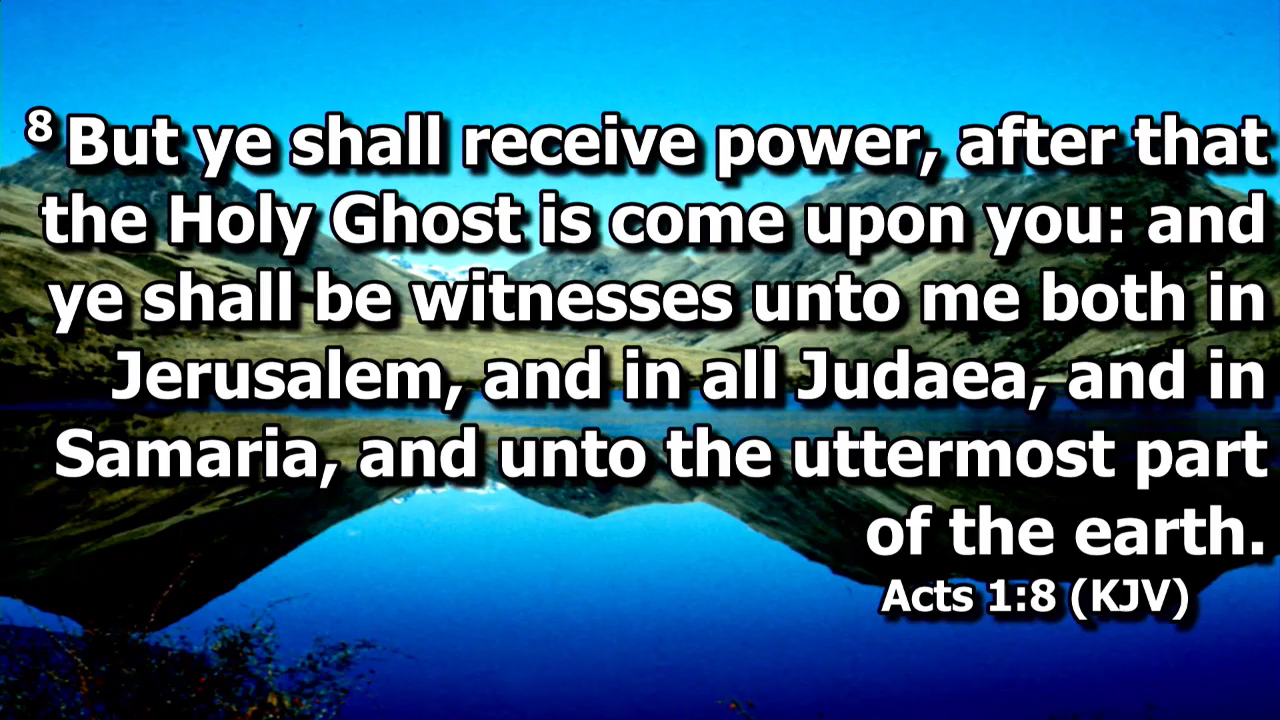 8 But ye shall receive power, after that
the Holy Ghost is come upon you: and
ye shall be witnesses unto me both in
Jerusalem, and in all Judaea, and in
Samaria, and unto the uttermost part
of the earth.
Acts 1:8 (KJV)